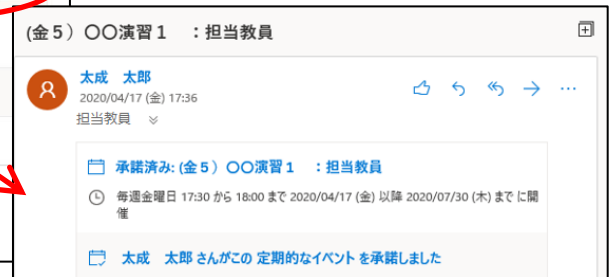 (金５）〇〇演習１　：担当教員
太成　太郎
2020/04/17 (金) 17:36
担当教員
承諾済み: (金５）〇〇演習１　：担当教員
毎週金曜日 17:30 から 18:00 まで 2020/04/17 (金) 以降 2020/07/30 (木) まで に開
催
太成　太郎 さんがこの 定期的なイベント を承諾しました